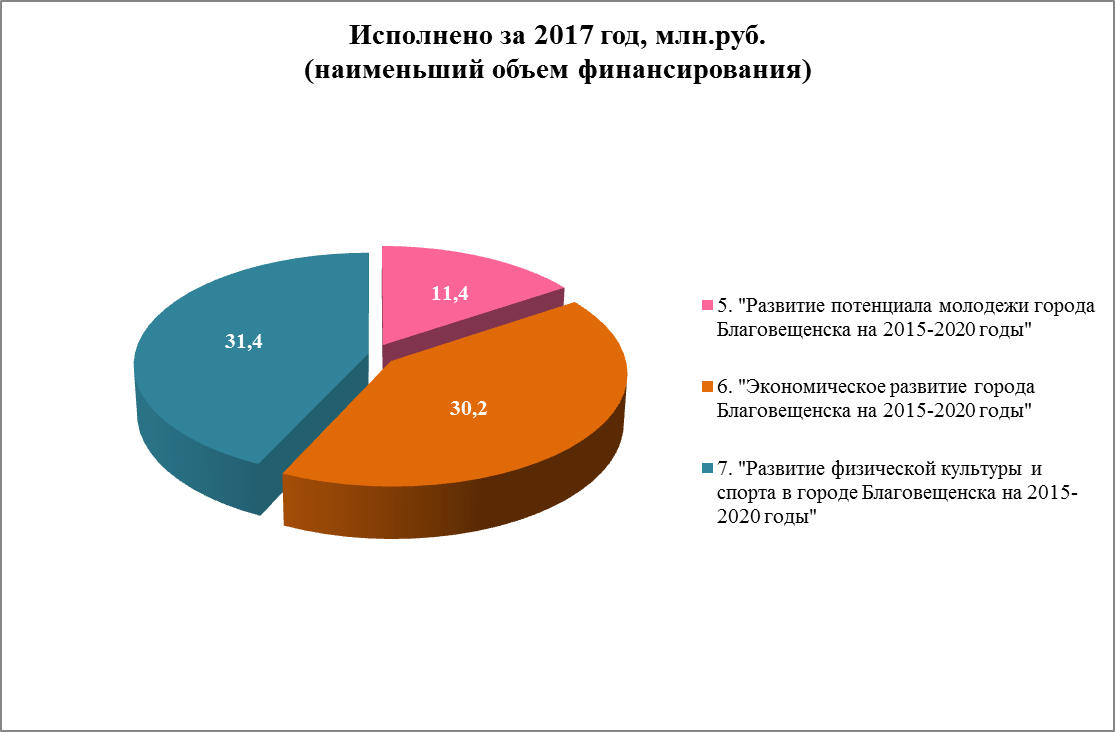 Исполнено за 2017 год, млн.руб.
(наименьший объем финансирования)
11,4
31,4
30,2
5. "Развитие потенциала молодежи города
Благовещенска на 2015-2020 годы"
6. "Экономическое развитие города
Благовещенска на 2015-2020 годы"
7. "Развитие физической культуры и
спорта в городе Благовещенска на 2015-
2020 годы"